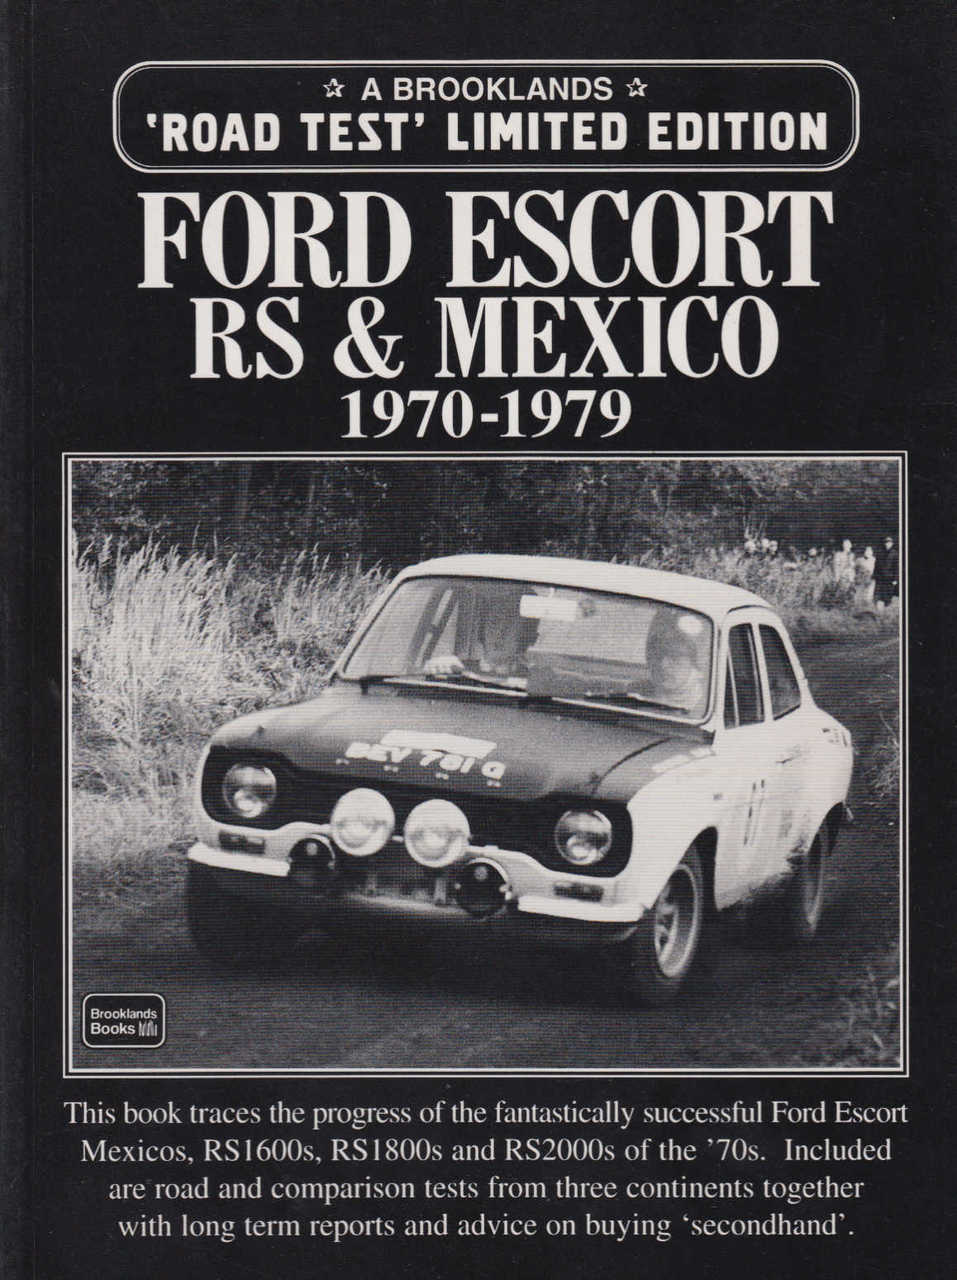 ☆ A BROOKLANDS ☆
‘ROAD TEST’ LIMITED EDITION
FORD ESCORT
RS & MEXICO
1970-1979
BEV 781 G
Brooklands
Books
This book traces the progress of the fantastically successful Ford Escort
Mexicos, RS1600s, RS1800s and RS2000s of the ’70s. Included
are road and comparison tests from three continents together
with long term reports and advice on buying ‘secondhand’.